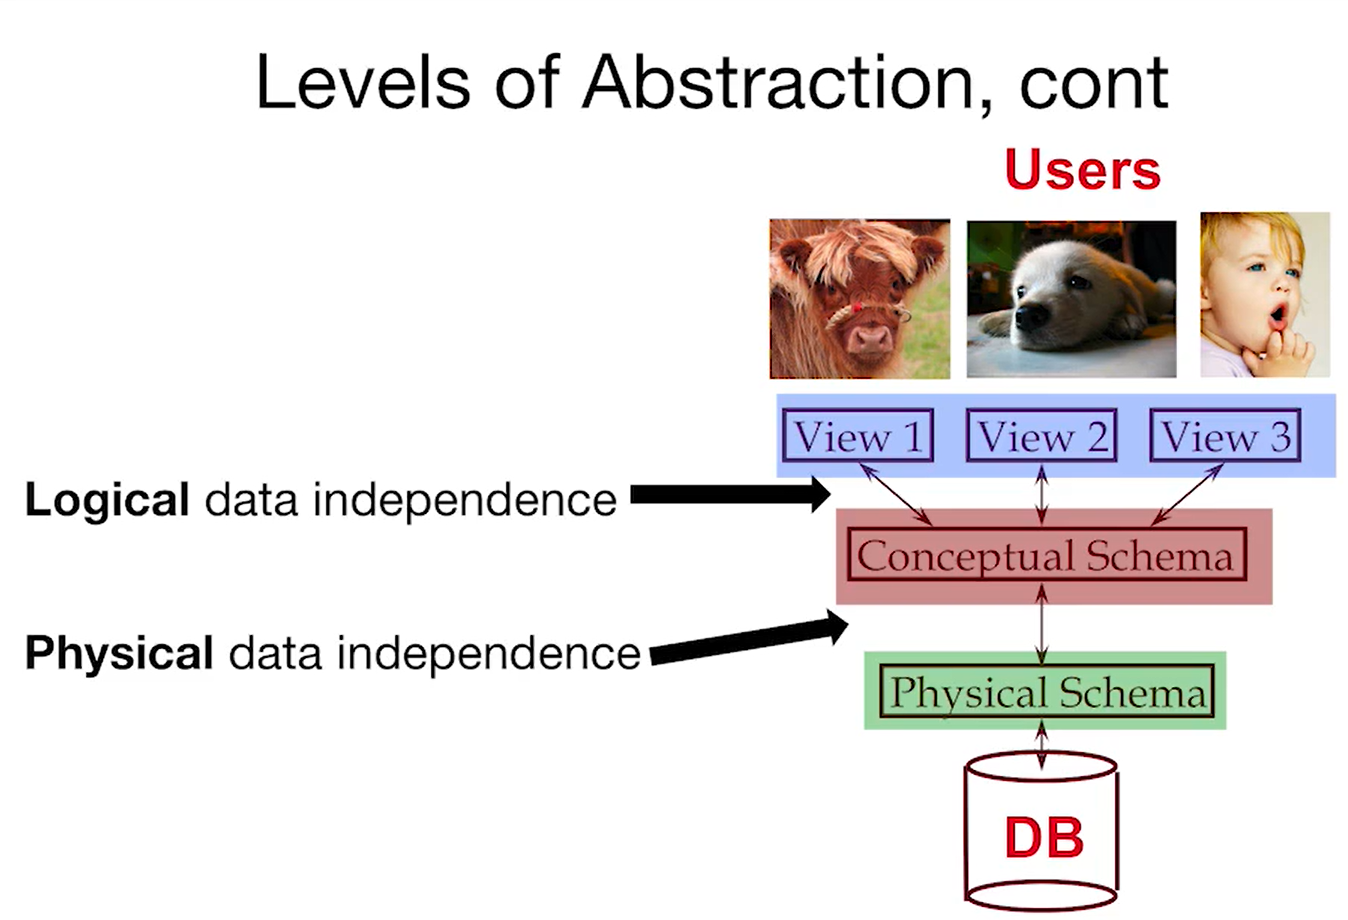 Levels of Abstraction, cont
Users
View 1
View 2
View 3
Logical data independence
Conceptual Schema
Physical data independence
Physical Schema
DB